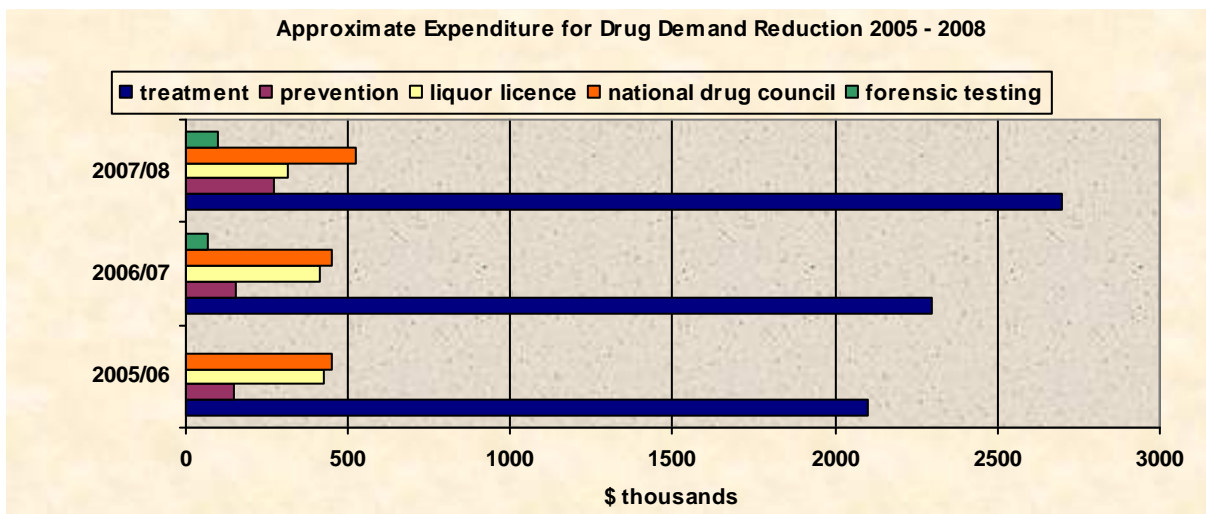 Approximate Expenditure for Drug Demand Reduction 2005 - 2008
treatment prevention liquor licence national drug council forensic testing
2007/08
2006/07
2005/06
0 500 1000 1500 2000 2500 3000
$ thousands